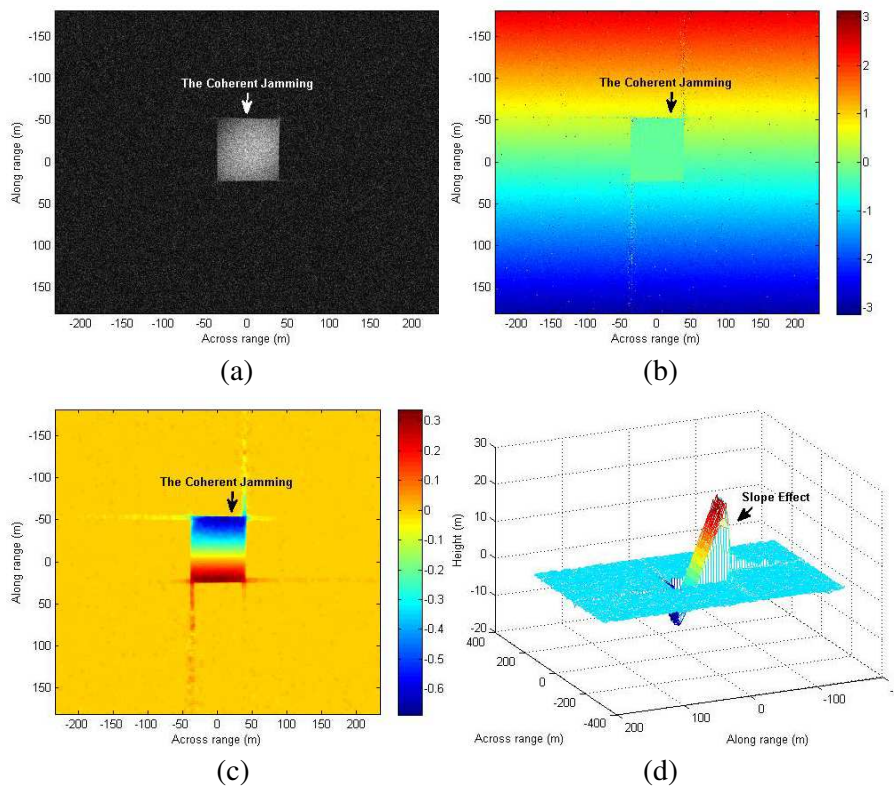 (a)
-150
-100
-50
0
50
100
150
Along range (m)
The Coherent Jamming
-200 -150 -100 -50 0 50 100 150 200
Across range (m)
(b)
-150
-100
-50
0
50
100
150
Along range (m)
The Coherent Jamming
-200 -150 -100 -50 0 50 100 150 200
Across range (m)
3
2
1
0
-1
-2
-3
(c)
-150
-100
-50
0
50
100
150
Along range (m)
The Coherent Jamming
-200 -150 -100 -50 0 50 100 150 200
Across range (m)
0.3
0.2
0.1
0
-0.1
-0.2
-0.3
-0.4
-0.5
-0.6
(d)
30
20
10
0
-10
-20
Height (m)
Slope Effect
400
200
0
-200
-400
Across range (m)
200
100
0
-100
Along range (m)